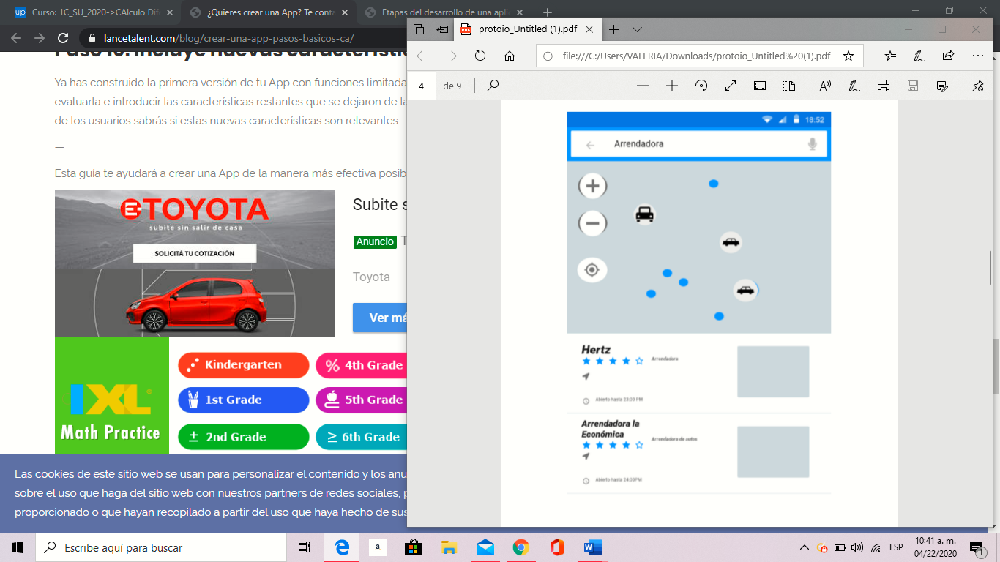 Curso: 1C_SU_2020->CAlculo Dif
¿Quieres crear una App? Te conta
Etapas del desarrollo de una apli
lancetalent.com/blog/crear-una-app-pasos-basicos-ca/
Paso 10: Incluye nuevas característi
Ya has construido la primera versión de tu App con funciones limitada
evaluarla e introducir las características restantes que se dejaron de la
de los usuarios sabrás si estas nuevas características son relevantes.
—
Esta guía te ayudará a crear una App de la manera más efectiva posib
TOYOTA
subite sin salir de casa
SOLICITÁ TU COTIZACIÓN
Subite s
Anuncio T
Toyota
Ver má
IXL
Math Practice
Kindergarten
% 4th Grade
1st Grade
5th Grade
± 2nd Grade
≥ 6th Grade
Las cookies de este sitio web se usan para personalizar el contenido y los anu
sobre el uso que haga del sitio web con nuestros partners de redes sociales, p
proporcionado o que hayan recopilado a partir del uso que haya hecho de sus
PDF protoio_Untitled (1).pdf
file:///C:/Users/VALERIA/Downloads/protoio_Untitled%20(1).pdf
4 de 9
18:52
Arrendadora
Hertz
Arrendadora
Abierto hasta 23:00 PM
Arrendadora la
Económica
Arrendadora de autos
Abierto hasta 24:00PM
Escribe aquí para buscar
a
ESP
10:41 a. m.
04/22/2020
1